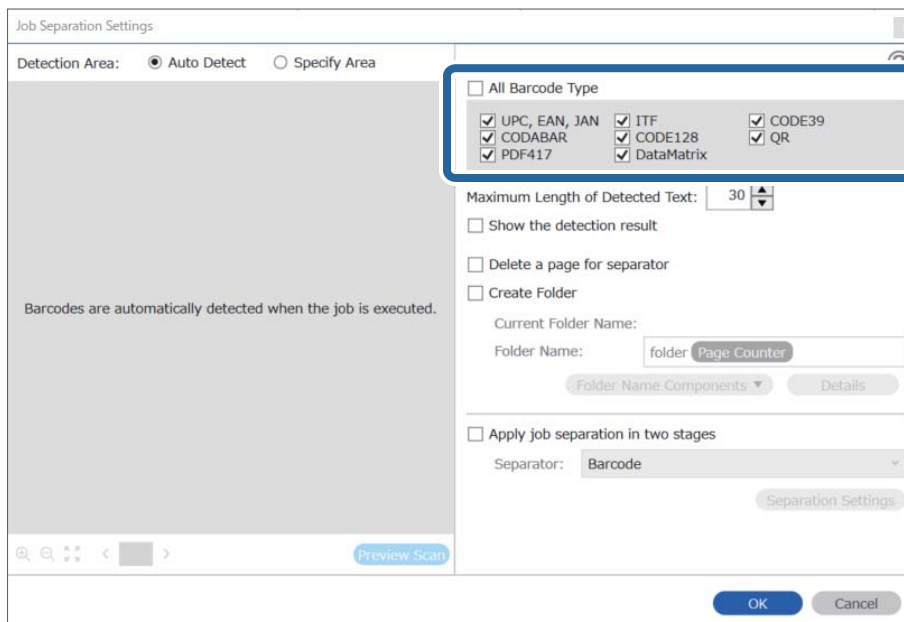 Job Separation Settings
Detection Area: Auto Detect Specify Area
All Barcode Type
UPC, EAN, JAN ITF CODE39
CODABAR CODE128 QR
PDF417 DataMatrix
Maximum Length of Detected Text: 30
Show the detection result
Delete a page for separator
Create Folder
Current Folder Name:
Folder Name: folder Page Counter
Folder Name Components Details
Barcodes are automatically detected when the job is executed.
Apply job separation in two stages
Separator: Barcode
Separation Settings
Preview Scan
OK Cancel